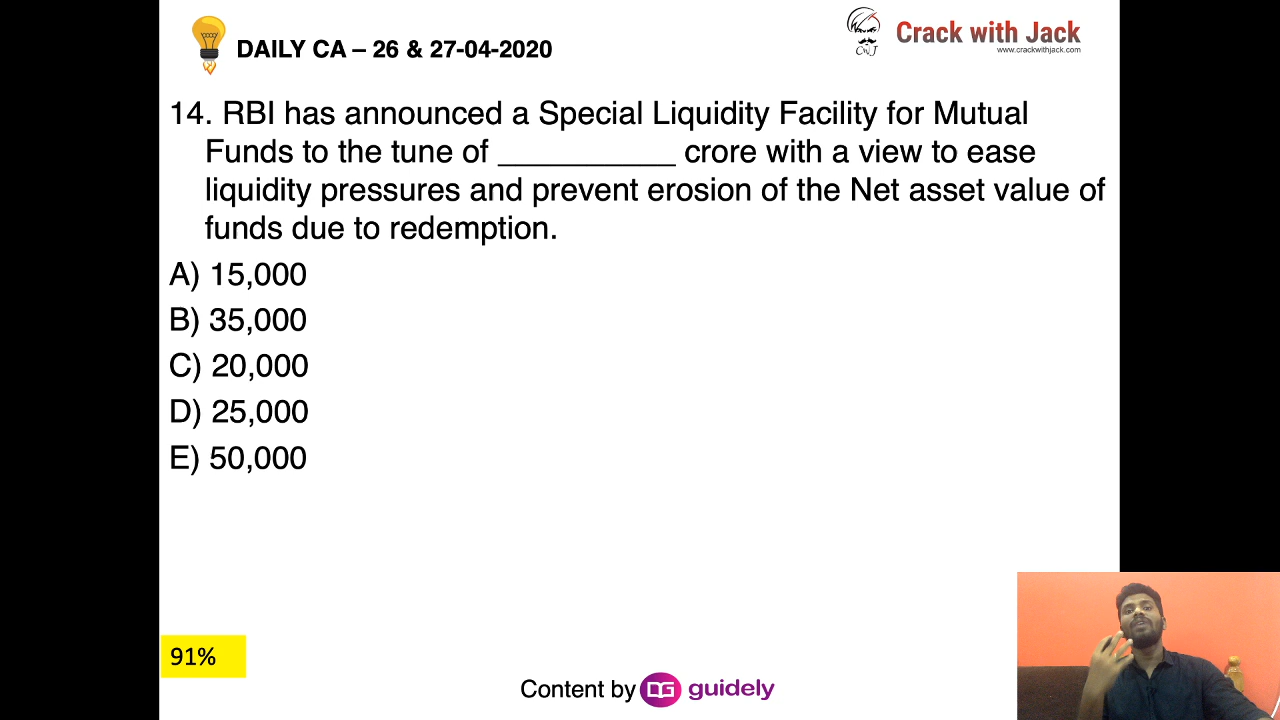 DAILY CA – 26 & 27-04-2020
Crack with Jack
www.crackwithjack.com
CwJ
14. RBI has announced a Special Liquidity Facility for Mutual
Funds to the tune of __________ crore with a view to ease
liquidity pressures and prevent erosion of the Net asset value of
funds due to redemption.
A) 15,000
B) 35,000
C) 20,000
D) 25,000
E) 50,000
91%
Content by DG guidely